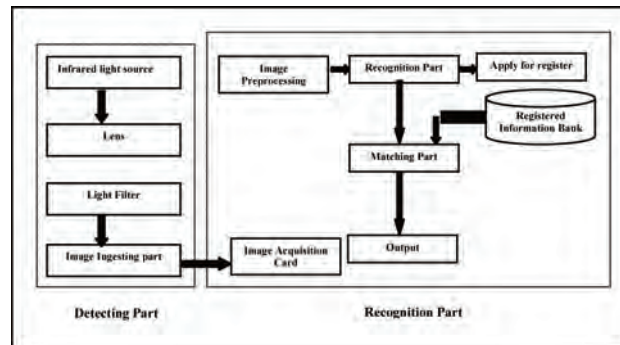 Infrared light source
Lens
Light Filter
Image Ingesting part
Detecting Part
Image
Preprocessing
Recognition Part
Apply for register
Registered
Information Bank
Matching Part
Image Acquisition
Card
Output
Recognition Part